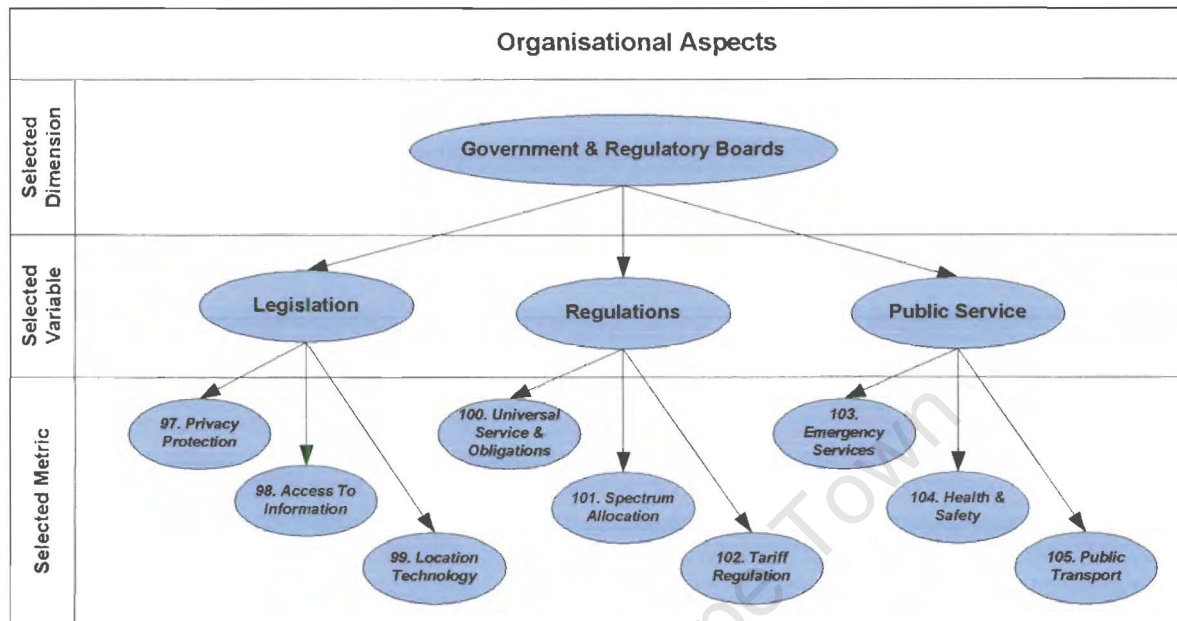 Organisational Aspects
Selected
Dimension
Government & Regulatory Boards
Selected
Variable
Legislation
Regulations
Public Service
Selected Metric
97. Privacy
Protection
98. Access To
Information
99. Location
Technology
100. Universal
Service &
Obligations
101. Spectrum
Allocation
102. Tariff
Regulation
103.
Emergency
Services
104. Health &
Safety
105. Public
Transport
Town